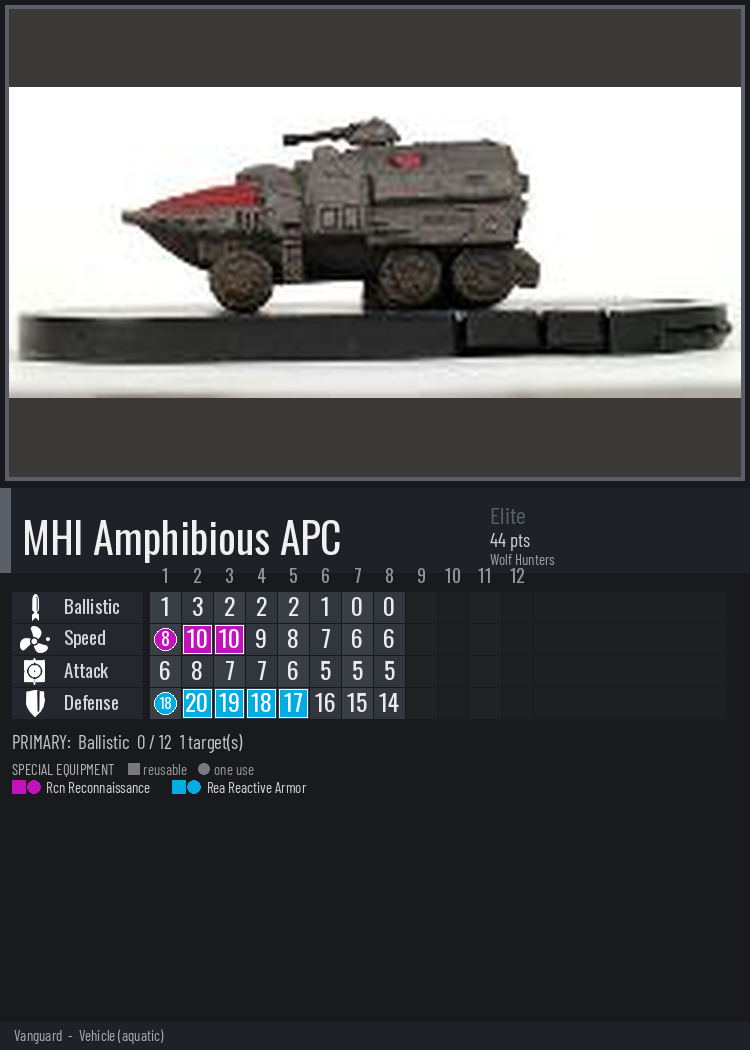 MHI Amphibious APC
Elite
44 pts
Wolf Hunters
1 2 3 4 5 6 7 8 9 10 11 12
Ballistic 1 3 2 2 2 1 0 0
Speed 8 10 10 9 8 7 6 6
Attack 6 8 7 7 6 5 5 5
Defense 18 20 19 18 17 16 15 14
PRIMARY: Ballistic 0 / 12 1 target(s)
SPECIAL EQUIPMENT reusable one use
Rcn Reconnaissance Rea Reactive Armor
Vanguard - Vehicle (aquatic)